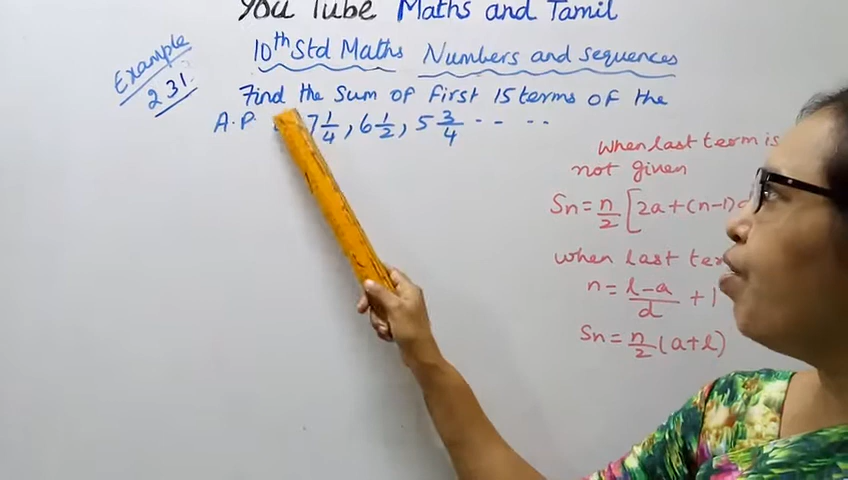 You Tube Maths and Tamil
10th Std Maths Numbers and sequences
Example 2.31.
Find the Sum of first 15 terms of the
A.P 7 1/4, 6 1/2, 5 3/4 -- --
When last term is
not given
Sn = n/2 [2a+(n-1)d
when last
n = l-a/d + 1
Sn = n/2 (a+l)